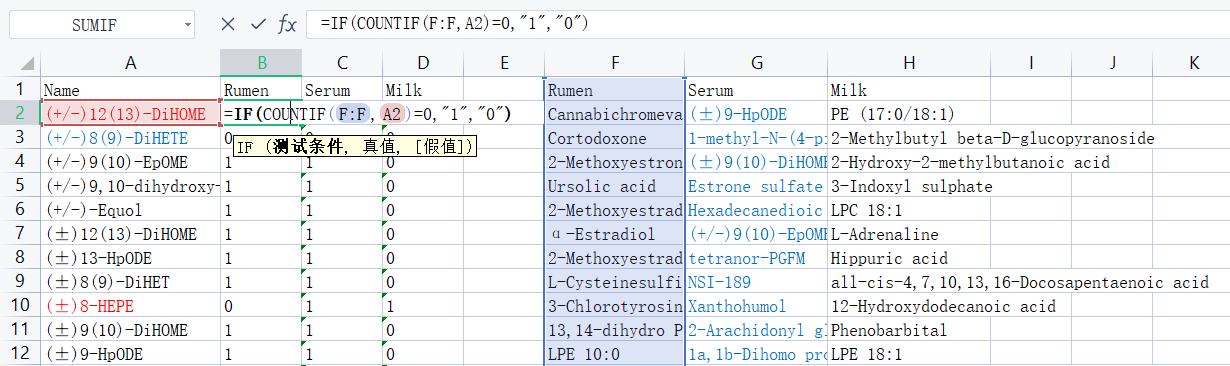 SUMIF fx =IF(COUNTIF(F:F,A2)=0,"1","0")
A B C D E F G H I J K
1 Name Rumen Serum Milk Rumen Serum Milk
2 (+/-)12(13)-DiHOME =IF(COUNTIF(F:F,A2)=0,"1","0") Cannabichromeva (±)9-HpODE PE (17:0/18:1)
3 (+/-)8(9)-DiHETE 0 0 Cortodoxone 1-methyl-N-(4-p 2-Methylbutyl beta-D-glucopyranoside
IF (测试条件, 真值, [假值])
4 (+/-)9(10)-EpOME 1 1 0 2-Methoxyestron (±)9(10)-DiHOME 2-Hydroxy-2-methylbutanoic acid
5 (+/-)9,10-dihydroxy- 1 1 0 Ursolic acid Estrone sulfate 3-Indoxyl sulphate
6 (+/-)-Equol 1 1 0 2-Methoxyestrad Hexadecanedioic LPC 18:1
7 (±)12(13)-DiHOME 1 1 0 α-Estradiol (+/-)9(10)-EpOME L-Adrenaline
8 (±)13-HpODE 1 1 0 2-Methoxyestrad tetranor-PGFM Hippuric acid
9 (±)8(9)-DiHET 1 1 0 L-Cysteinesulfi NSI-189 all-cis-4,7,10,13,16-Docosapentaenoic acid
10 (±)8-HEPE 0 1 1 3-Chlorotyrosin Xanthohumol 12-Hydroxydodecanoic acid
11 (±)9(10)-DiHOME 1 1 0 13,14-dihydro P 2-Arachidonyl gl Phenobarbital
12 (±)9-HpODE 1 1 0 LPE 10:0 1a,1b-Dihomo pro LPE 18:1